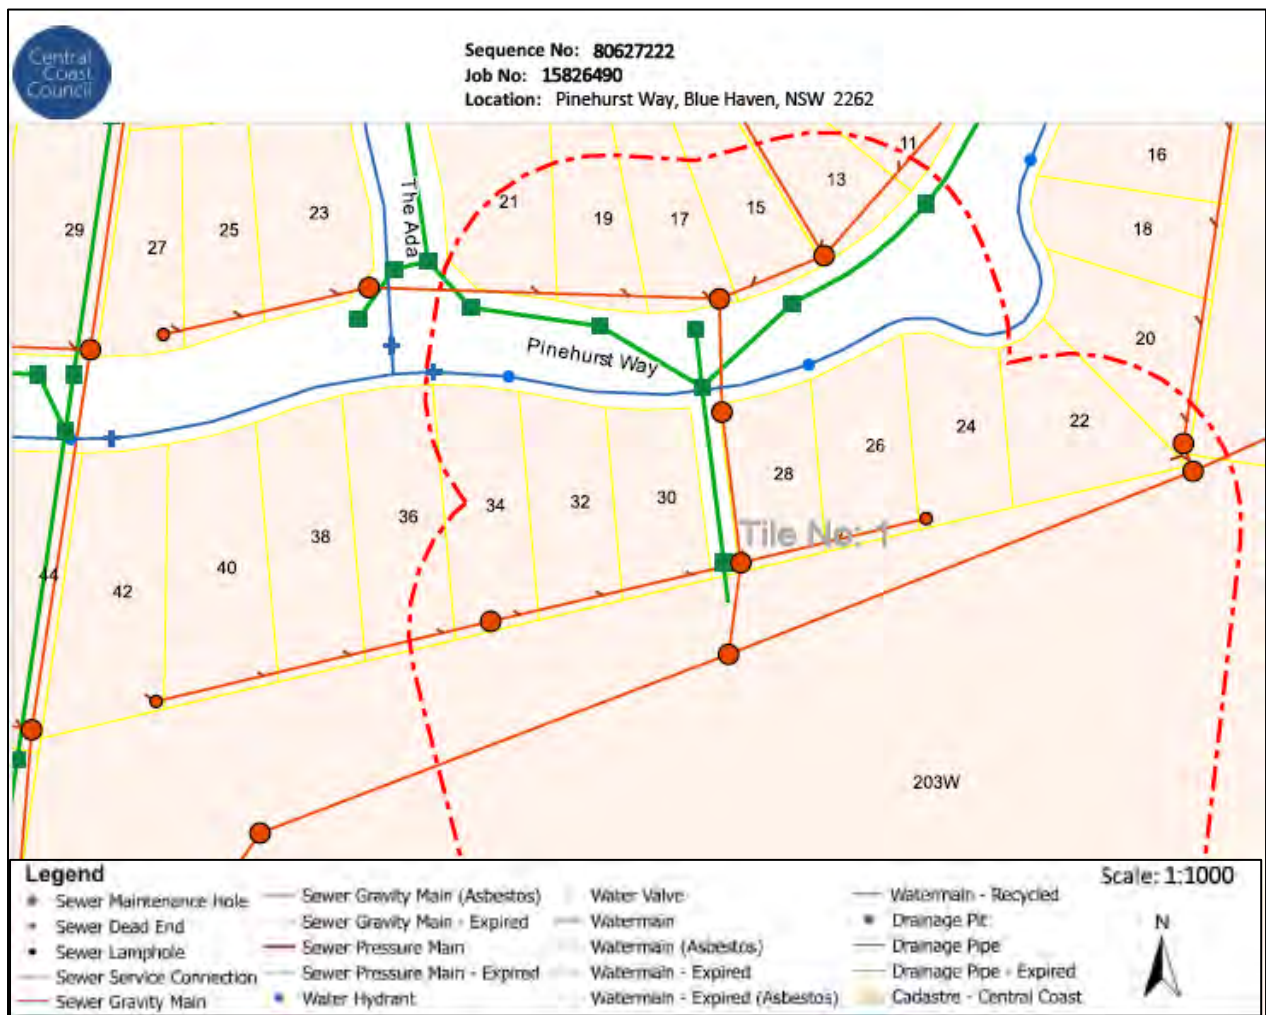 Central
Coast
Council
Sequence No: 80627222
Job No: 15826490
Location: Pinehurst Way, Blue Haven, NSW 2262
11
16
13
21
15
23
19
17
25
29
27
18
The Ada
20
Pinehurst Way
22
24
26
28
30
32
34
36
38
40
42
44
Tile No: 1
203W
Legend
Sewer Maintenance Hole
Sewer Dead End
Sewer Lamphole
Sewer Service Connection
Sewer Gravity Main
Sewer Gravity Main (Asbestos)
Sewer Gravity Main - Expired
Sewer Pressure Main
Sewer Pressure Main - Expired
Water Hydrant
Water Valve
Watermain
Watermain (Asbestos)
Watermain - Expired
Watermain - Expired (Asbestos)
Watermain - Recycled
Drainage Pit
Drainage Pipe
Drainage Pipe - Expired
Cadastre - Central Coast
Scale: 1:1000
N